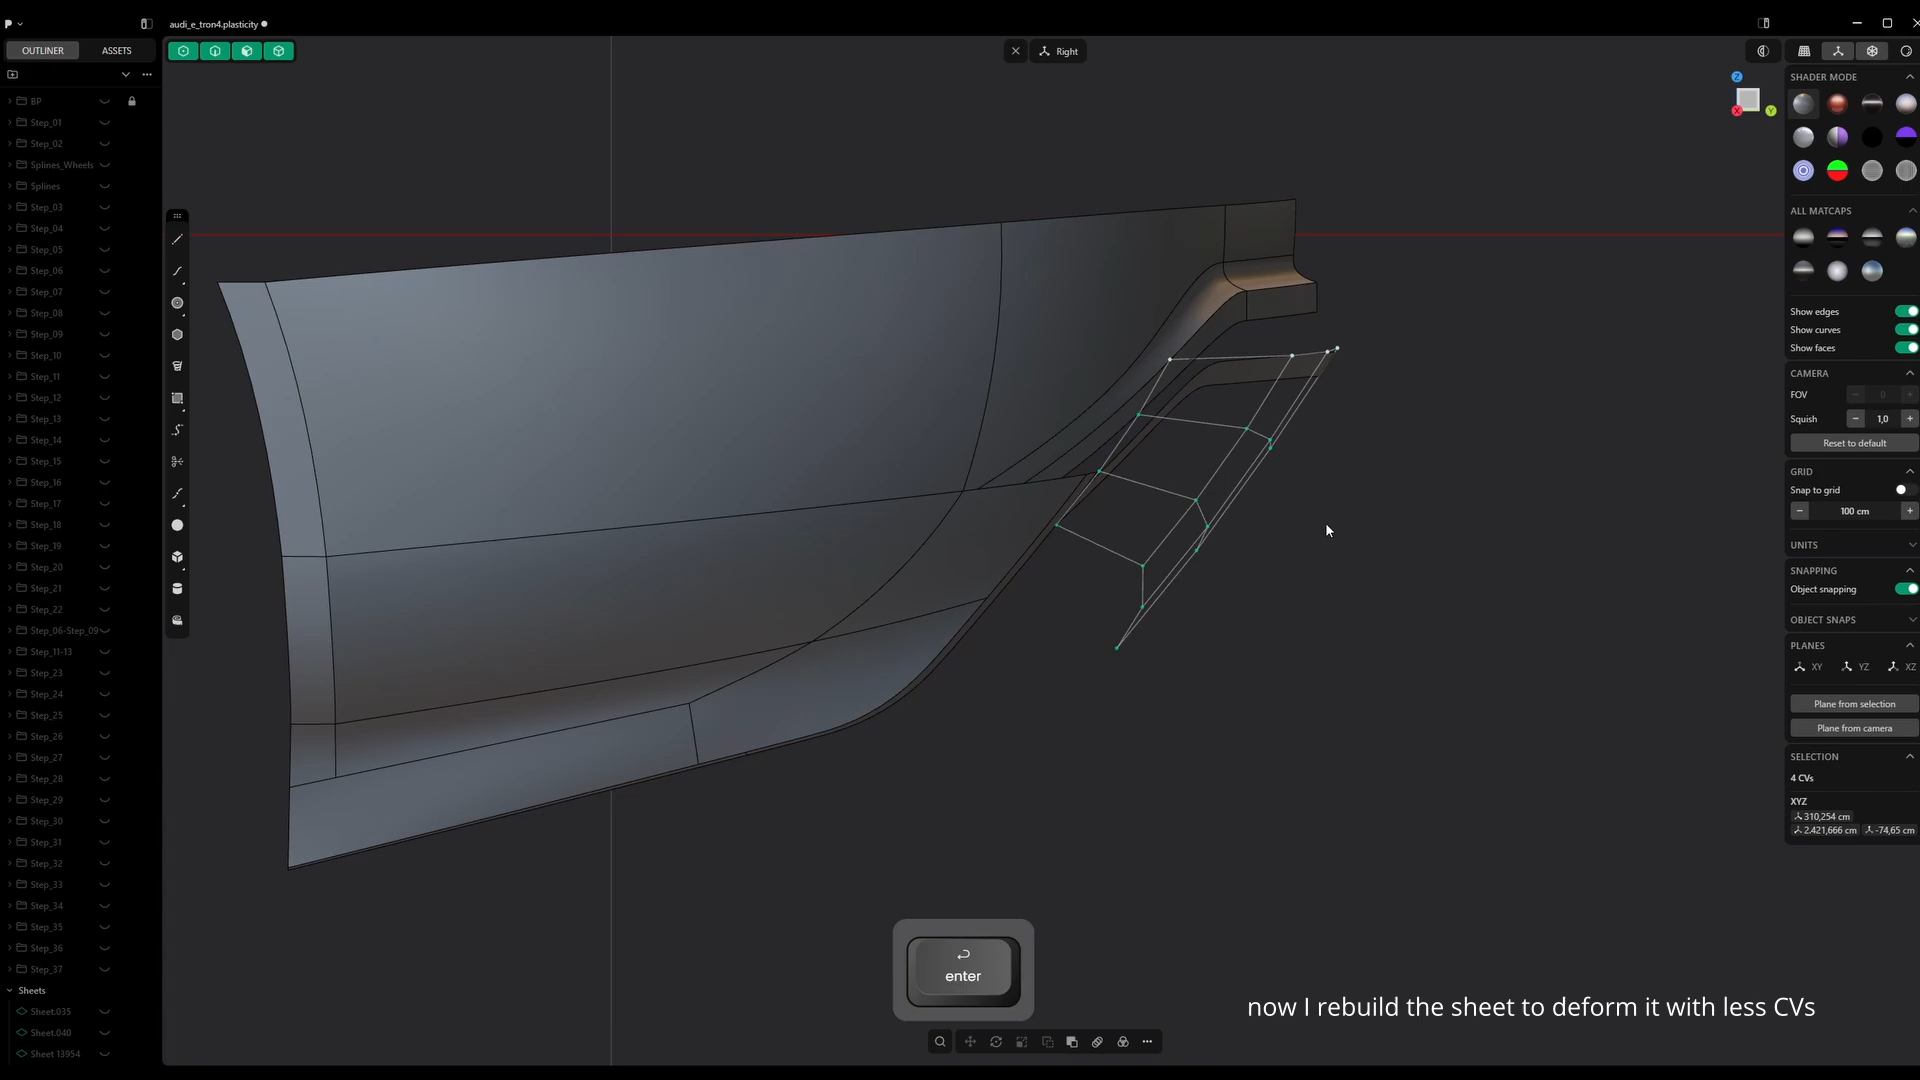 audi_e_tron4.plasticity
OUTLINER
ASSETS
BP
Step_01
Step_02
Splines_Wheels
Splines
Step_03
Step_04
Step_05
Step_06
Step_07
Step_08
Step_09
Step_10
Step_11
Step_12
Step_13
Step_14
Step_15
Step_16
Step_17
Step_18
Step_19
Step_20
Step_21
Step_22
Step_06-Step_09
Step_11-13
Step_23
Step_24
Step_25
Step_26
Step_27
Step_28
Step_29
Step_30
Step_31
Step_32
Step_33
Step_34
Step_35
Step_36
Step_37
Sheets
Sheet.035
Sheet.040
Sheet 13954
Right
Z
X
Y
enter
now I rebuild the sheet to deform it with less CVs
SHADER MODE
ALL MATCAPS
Show edges
Show curves
Show faces
CAMERA
FOV
0
Squish
1,0
Reset to default
GRID
Snap to grid
100 cm
UNITS
SNAPPING
Object snapping
OBJECT SNAPS
PLANES
XY YZ XZ
Plane from selection
Plane from camera
SELECTION
4 CVs
XYZ
310,254 cm
2.421,666 cm -74,65 cm